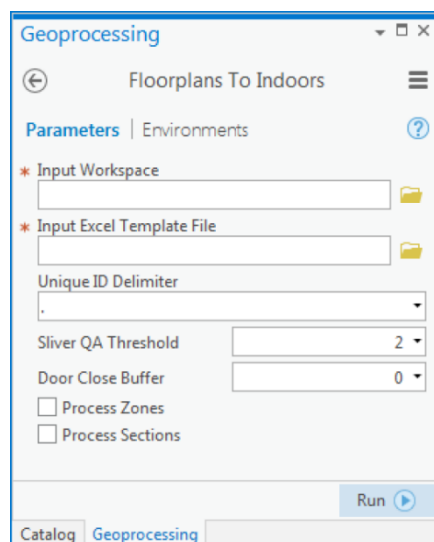 Geoprocessing
Floorplans To Indoors
Parameters | Environments
* Input Workspace
* Input Excel Template File
Unique ID Delimiter
.
Sliver QA Threshold 2
Door Close Buffer 0
Process Zones
Process Sections
Run
Catalog Geoprocessing